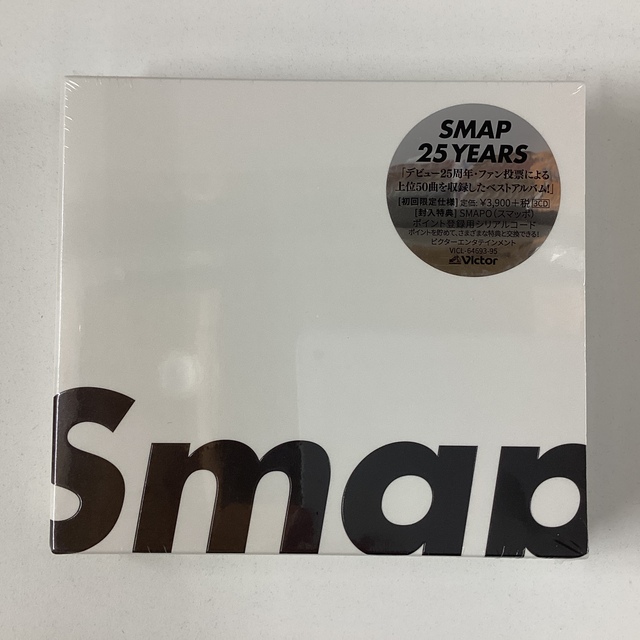 SMAP
25 YEARS
「デビュー25周年・ファン投票による
上位50曲を収録したベストアルバム!」
[初回限定仕様] 定価:¥3,900+税 3CD
[封入特典] SMAPO(スマッポ)
ポイント登録用シリアルコード
ポイントを貯めて、さまざまな特典と交換できる!
ビクターエンタテインメント
VICL-64693-95
Victor
Smap